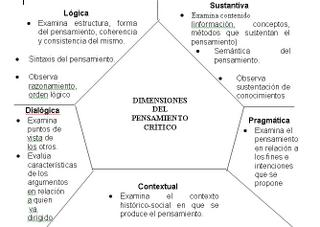 Lógica
Examina estructura, forma
del pensamiento, coherencia
y consistencia del mismo.
Sintaxis del pensamiento.
Observa
razonamiento,
orden lógico
Sustantiva
Examina contenido
(información, conceptos,
métodos que sustentan el
pensamiento)
Semántica del
pensamiento.
Observa
sustentación de
conocimientos
Dialógica
Examina
puntos de
vista de
los otros.
Evalúa
características
de los
argumentos
en relación
a quien
va
dirigido
DIMENSIONES
DEL
PENSAMIENTO
CRITICO
Pragmática
Examina el
pensamiento
en relación a
los fines e
intenciones
que se
propone
Contextual
Examina el contexto
histórico-social en que se
produce el pensamiento.